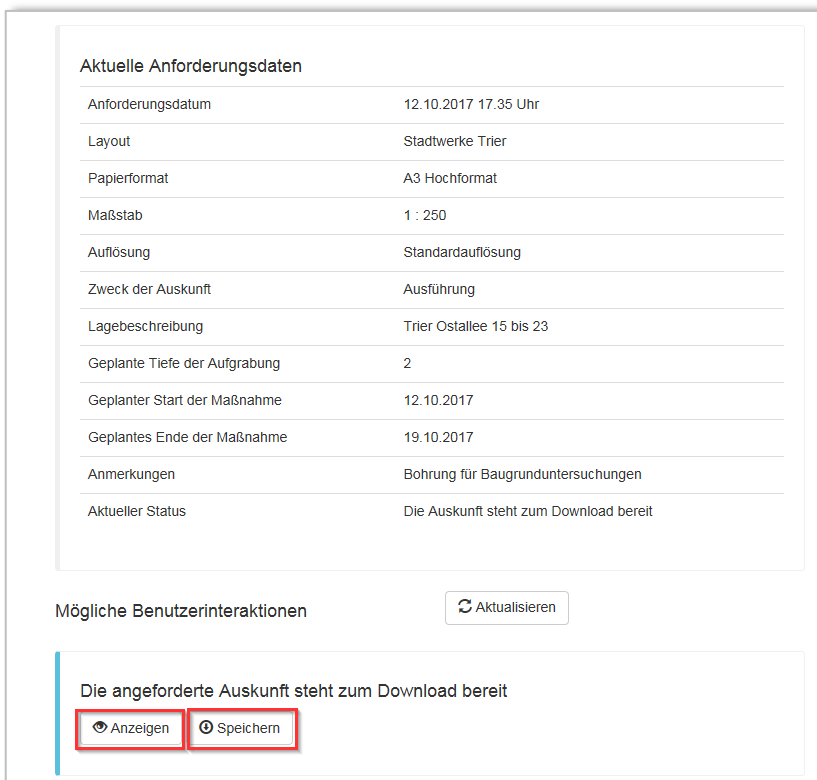 Aktuelle Anforderungsdaten
Anforderungsdatum 12.10.2017 17.35 Uhr
Layout Stadtwerke Trier
Papierformat A3 Hochformat
Maßstab 1 : 250
Auflösung Standardauflösung
Zweck der Auskunft Ausführung
Lagebeschreibung Trier Ostallee 15 bis 23
Geplante Tiefe der Aufgrabung 2
Geplanter Start der Maßnahme 12.10.2017
Geplantes Ende der Maßnahme 19.10.2017
Anmerkungen Bohrung für Baugrunduntersuchungen
Aktueller Status Die Auskunft steht zum Download bereit
Mögliche Benutzerinteraktionen Aktualisieren
Die angeforderte Auskunft steht zum Download bereit
Anzeigen Speichern